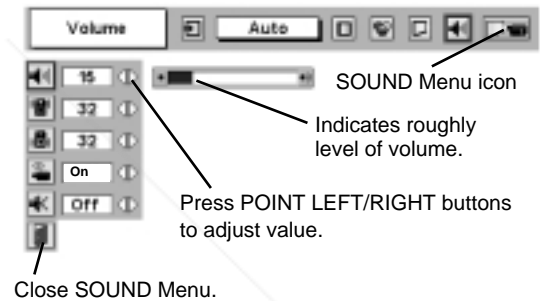 Volume
Auto
SOUND Menu icon
15
32
Indicates roughly
level of volume.
32
On
Off
Press POINT LEFT/RIGHT buttons
to adjust value.
Close SOUND Menu.